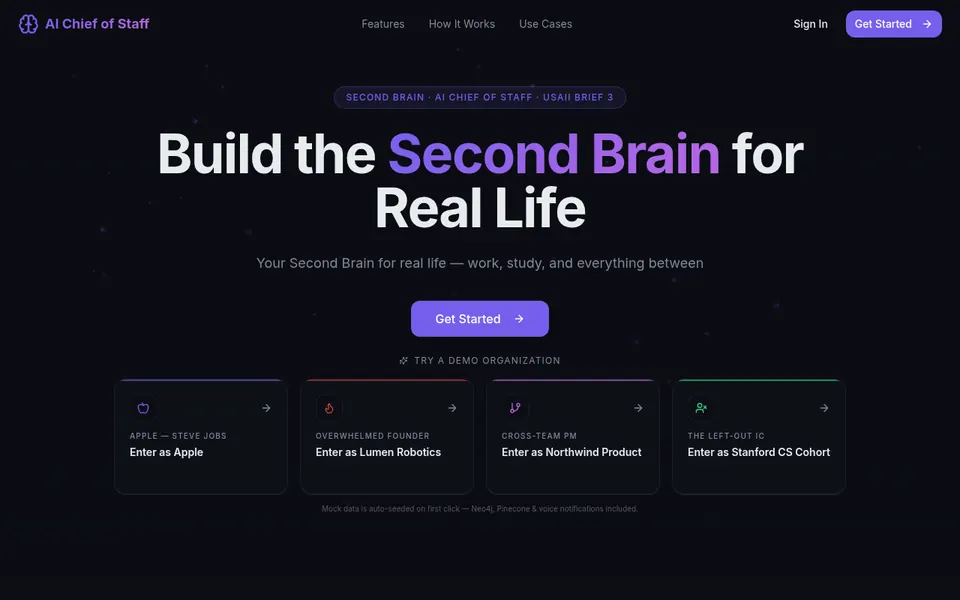 AI Chief of Staff
Features
How It Works
Use Cases
Sign In
Get Started
SECOND BRAIN · AI CHIEF OF STAFF · USAII BRIEF 3
Build the Second Brain for
Real Life
Your Second Brain for real life — work, study, and everything between
Get Started
TRY A DEMO ORGANIZATION
APPLE — STEVE JOBS
Enter as Apple
OVERWHELMED FOUNDER
Enter as Lumen Robotics
CROSS-TEAM PM
Enter as Northwind Product
THE LEFT-OUT IC
Enter as Stanford CS Cohort
Mock data is auto-seeded on first click — Neo4j, Pinecone & voice notifications included.